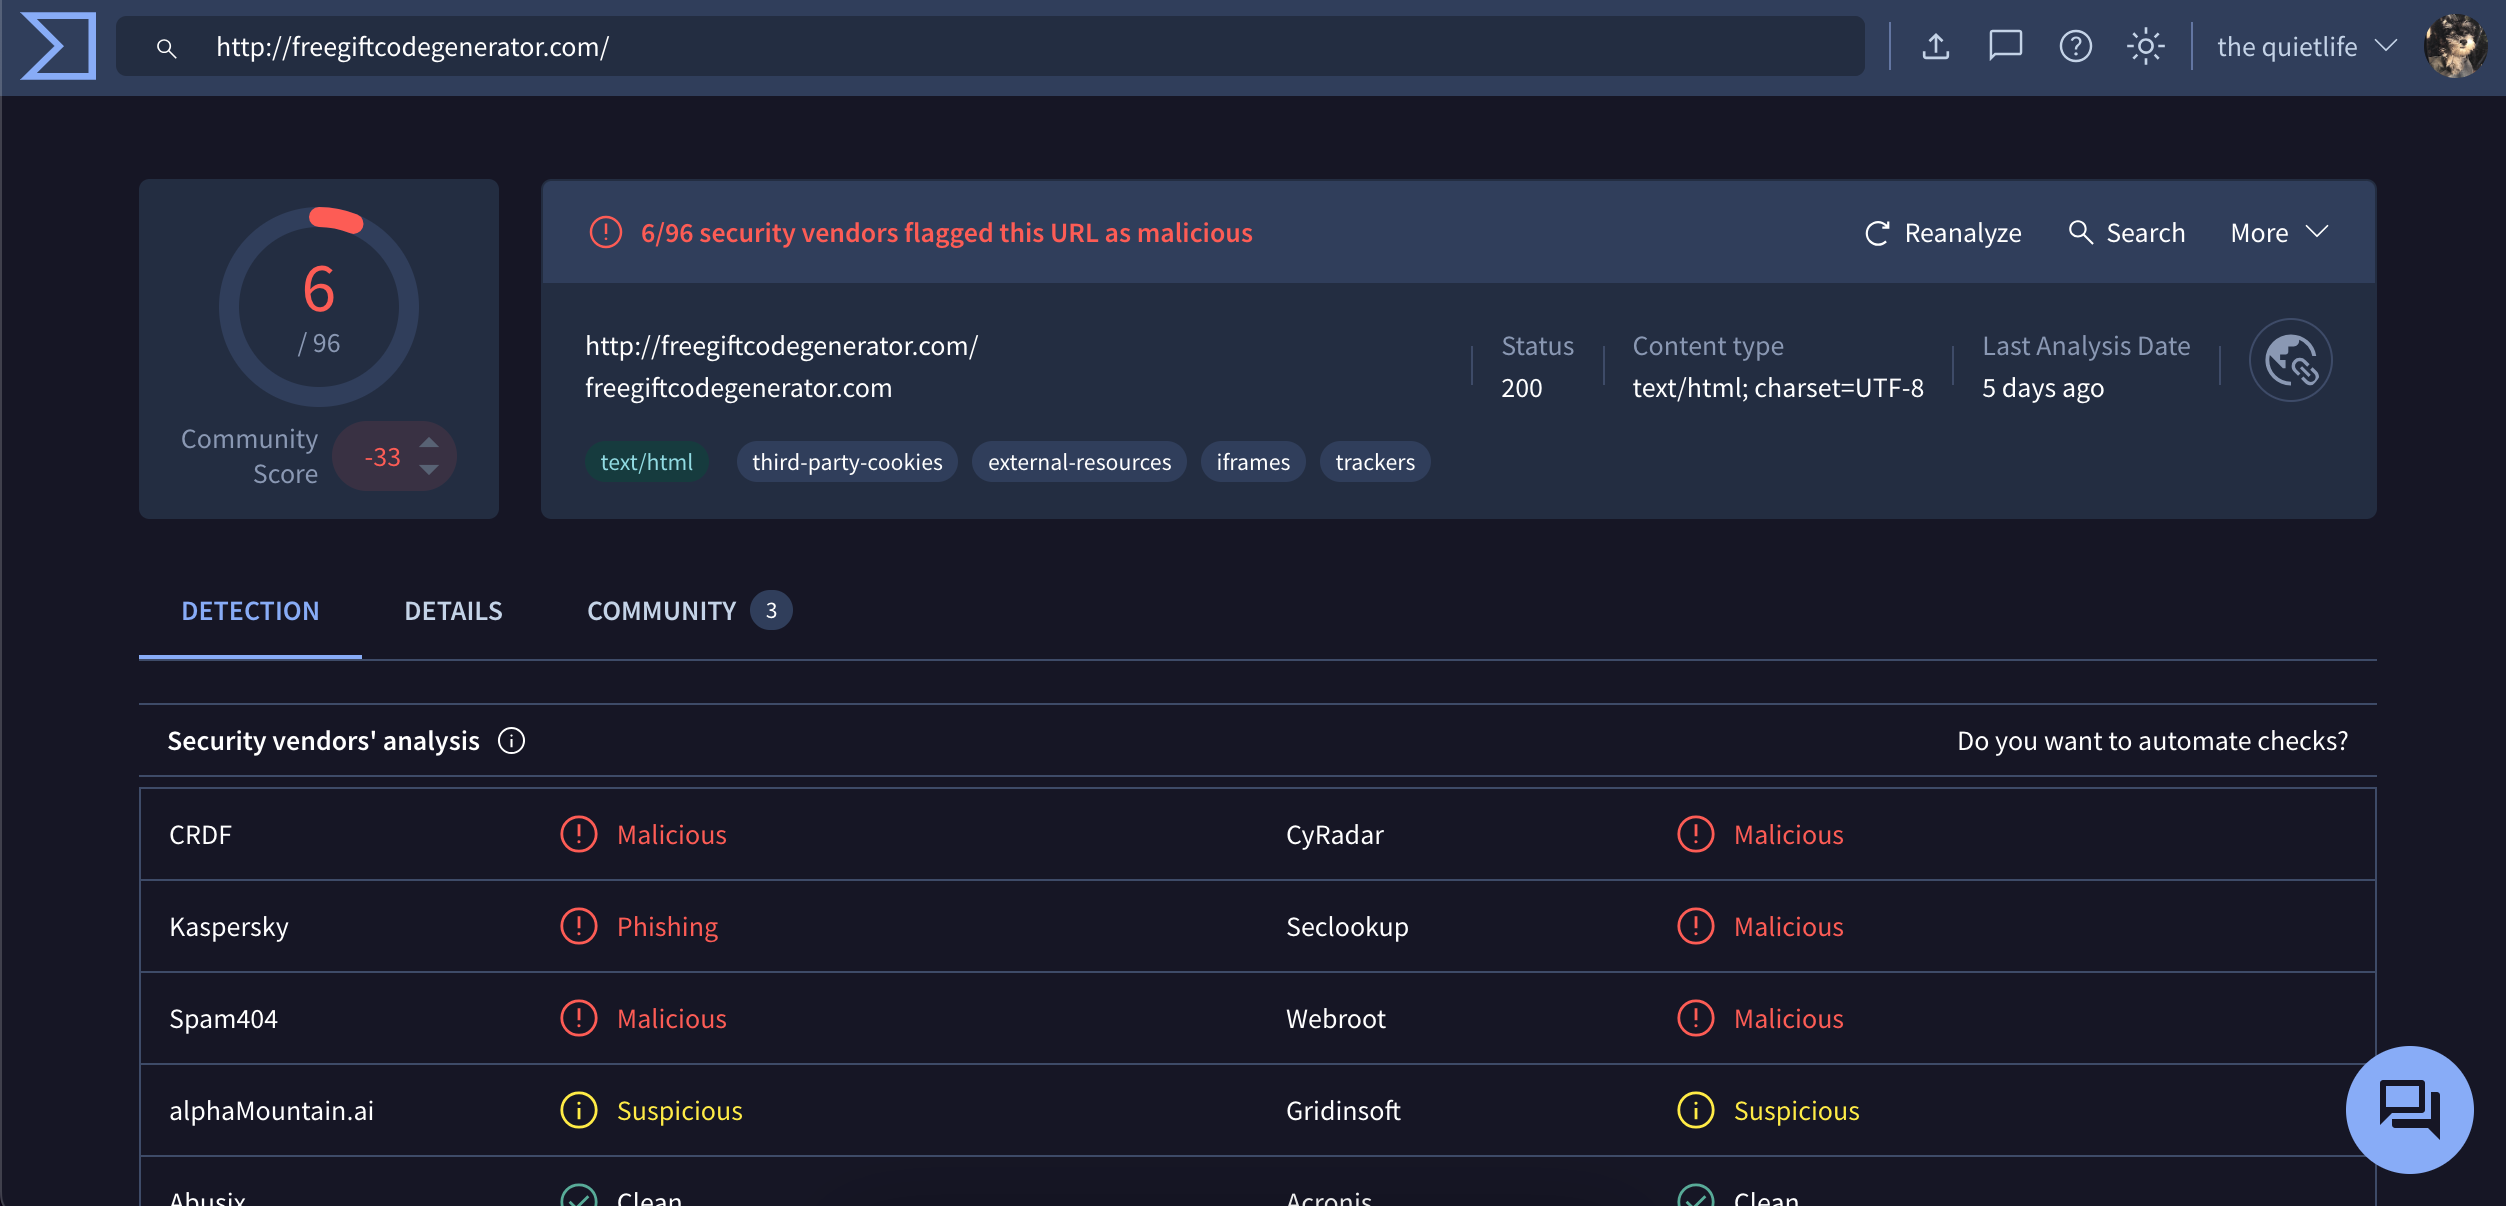 http://freegiftcodegenerator.com/
the quietlife
6
/ 96
Community
Score
-33
6/96 security vendors flagged this URL as malicious
Reanalyze
Search
More
http://freegiftcodegenerator.com/
freegiftcodegenerator.com
Status
200
Content type
text/html; charset=UTF-8
Last Analysis Date
5 days ago
text/html
third-party-cookies
external-resources
iframes
trackers
DETECTION
DETAILS
COMMUNITY 3
Security vendors' analysis
Do you want to automate checks?
CRDF
Malicious
CyRadar
Malicious
Kaspersky
Phishing
Seclookup
Malicious
Spam404
Malicious
Webroot
Malicious
alphaMountain.ai
Suspicious
Gridinsoft
Suspicious
Abusix
Clean
Acronis
Clean